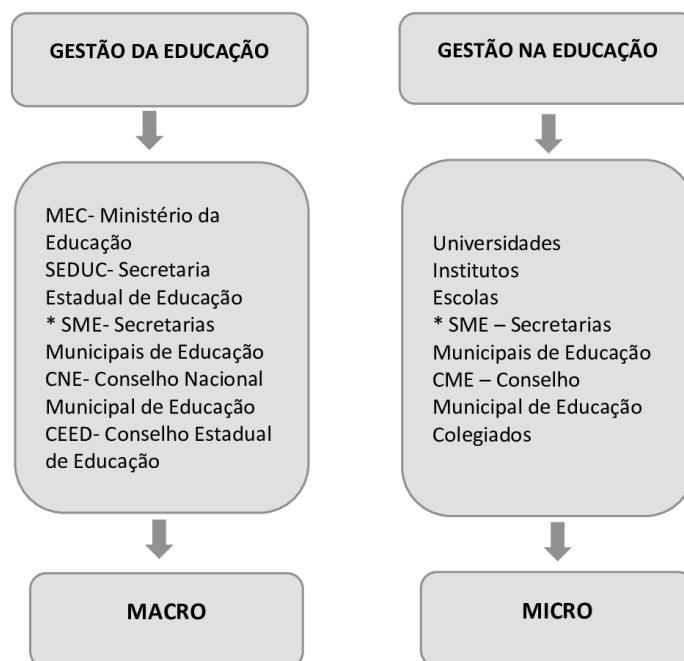 GESTÃO DA EDUCAÇÃO
MEC- Ministério da
Educação
SEDUC- Secretaria
Estadual de Educação
* SME- Secretarias
Municipais de Educação
CNE- Conselho Nacional
Municipal de Educação
CEED- Conselho Estadual
de Educação
MACRO
GESTÃO NA EDUCAÇÃO
Universidades
Institutos
Escolas
* SME – Secretarias
Municipais de Educação
CME – Conselho
Municipal de Educação
Colegiados
MICRO